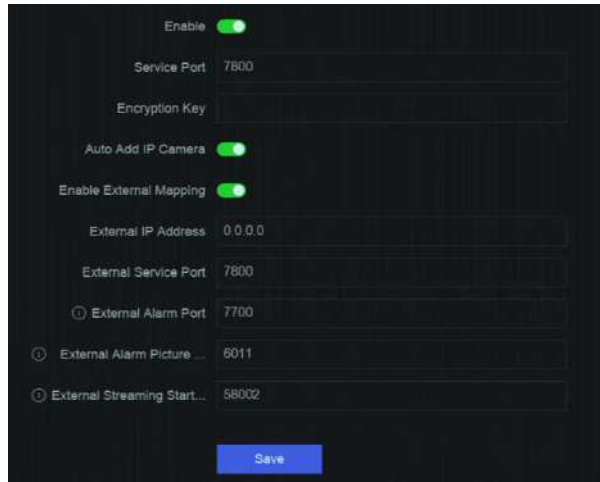 Enable
Service Port 7800
Encryption Key
Auto Add IP Camera
Enable External Mapping
External IP Address 0.0.0.0
External Service Port 7800
External Alarm Port 7700
External Alarm Picture ... 6011
External Streaming Start... 58002
Save